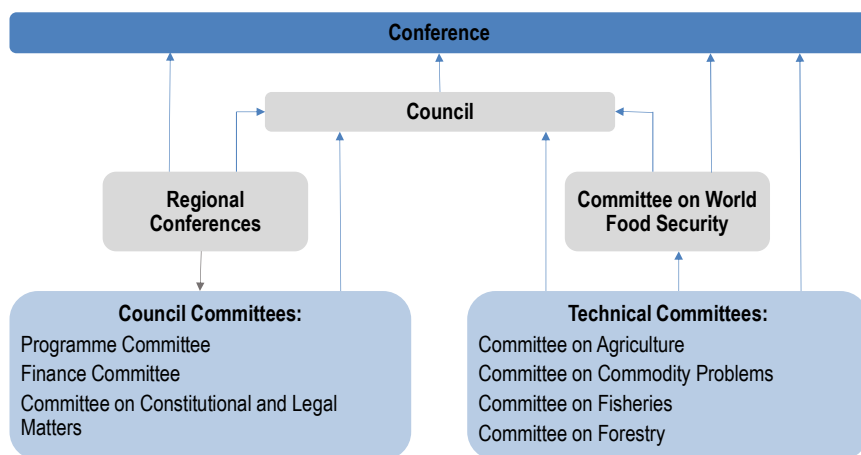 Conference
Council
Regional
Conferences
Committee on World
Food Security
Council Committees:
Programme Committee
Finance Committee
Committee on Constitutional and Legal
Matters
Technical Committees:
Committee on Agriculture
Committee on Commodity Problems
Committee on Fisheries
Committee on Forestry